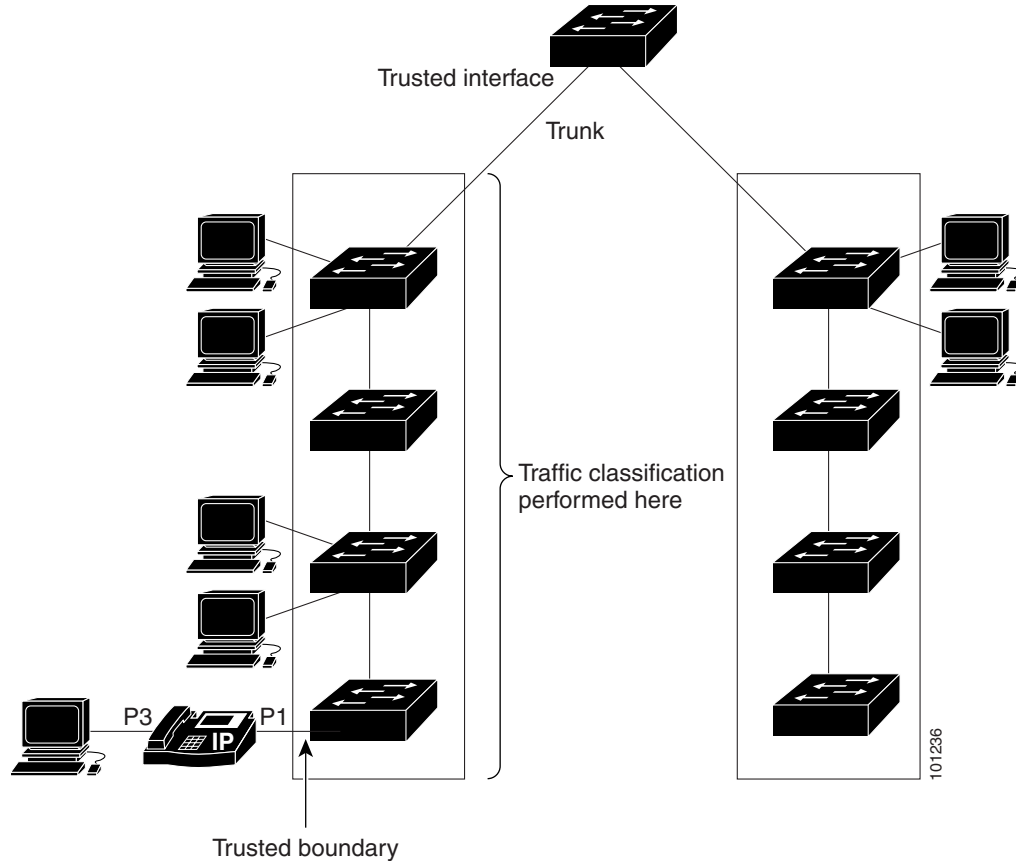 Trusted interface
Trunk
Traffic classification
performed here
P3
IP
P1
101236
Trusted boundary